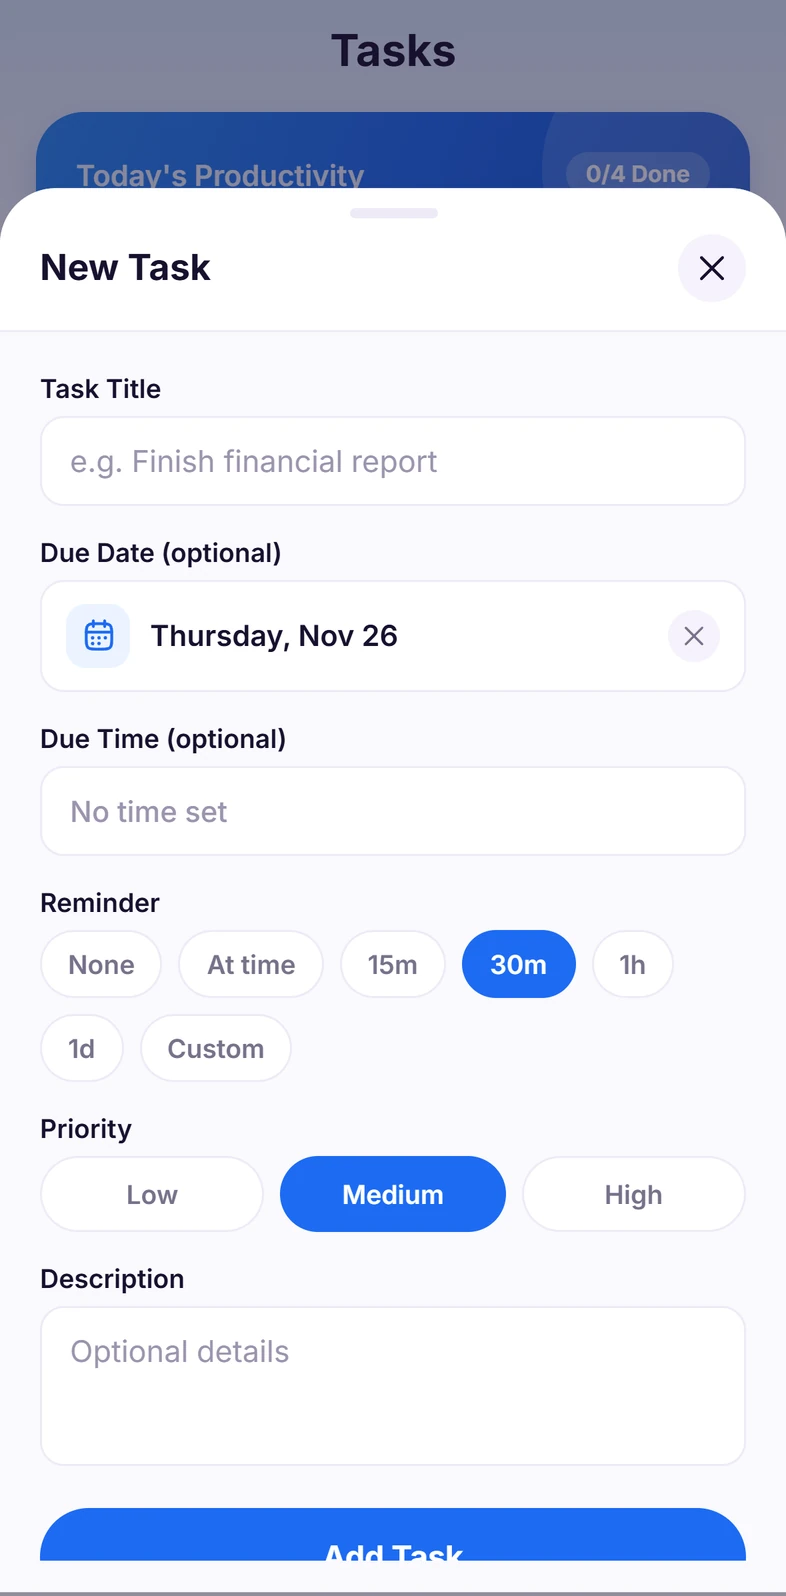 Tasks
Today's Productivity
0/4 Done
New Task
Task Title
e.g. Finish financial report
Due Date (optional)
Thursday, Nov 26
Due Time (optional)
No time set
Reminder
None At time 15m 30m 1h
1d Custom
Priority
Low Medium High
Description
Optional details
Add Task